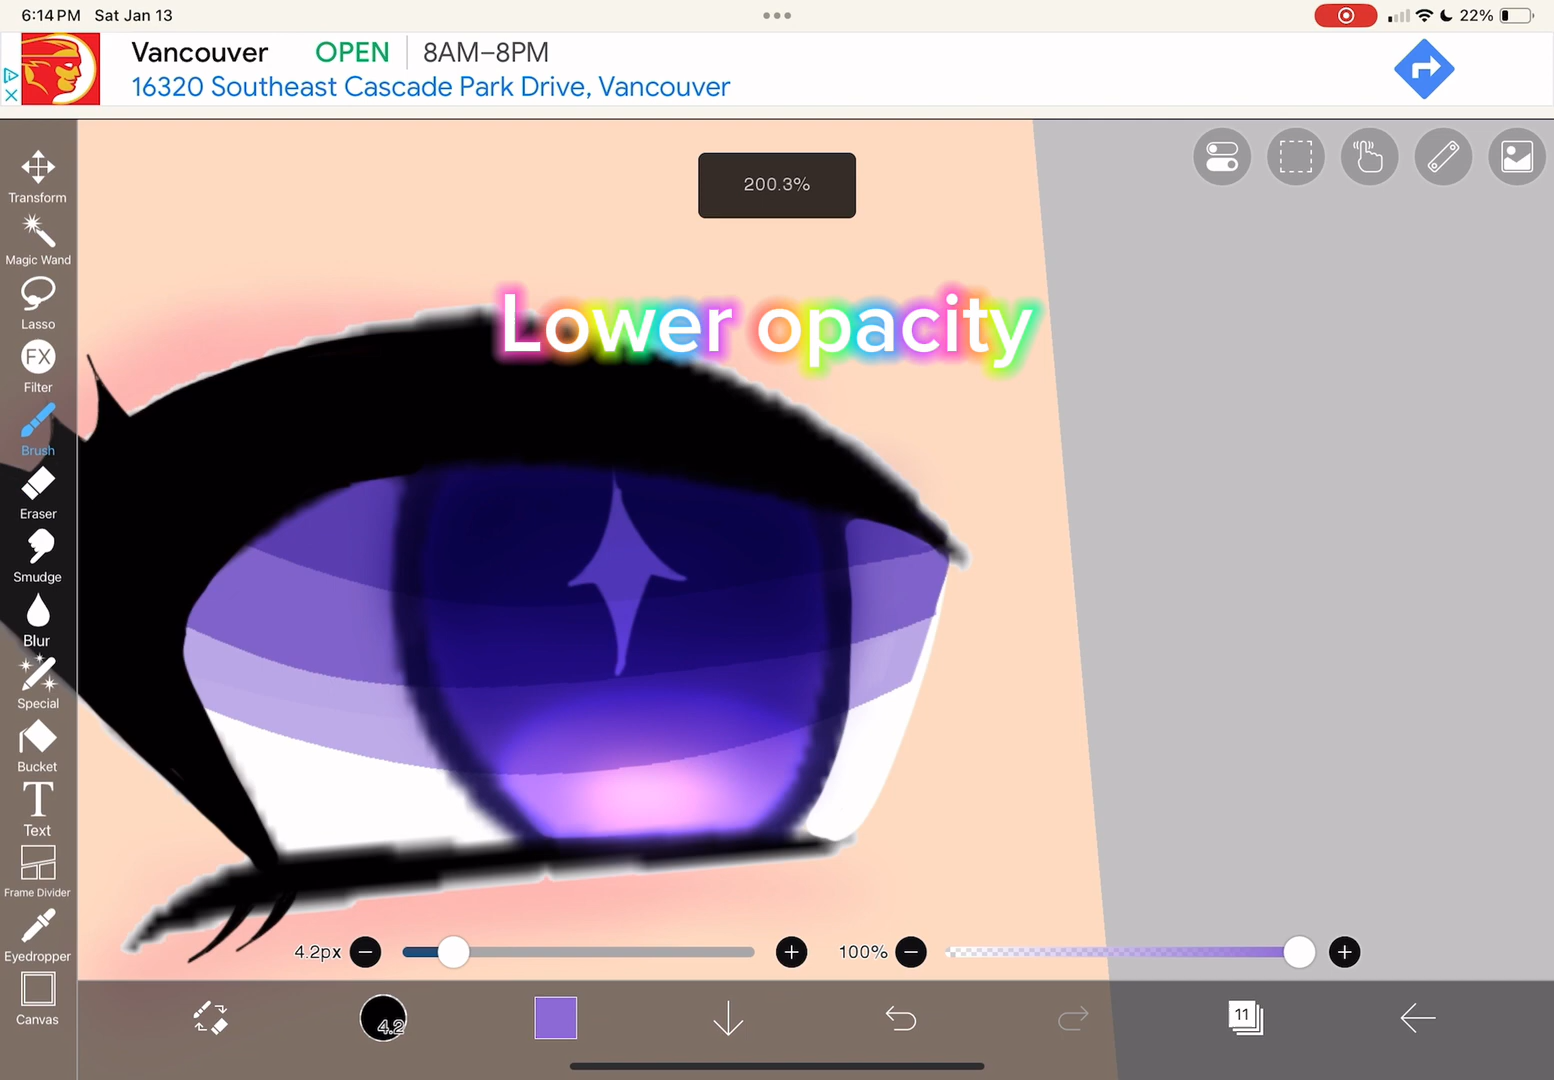 6:14 PM Sat Jan 13
22%
Vancouver OPEN 8AM–8PM
16320 Southeast Cascade Park Drive, Vancouver
200.3%
Lower opacity
Transform
Magic Wand
Lasso
FX
Filter
Brush
Eraser
Smudge
Blur
Special
Bucket
T
Text
Frame Divider
Eyedropper
Canvas
4.2px
100%
4.2
11